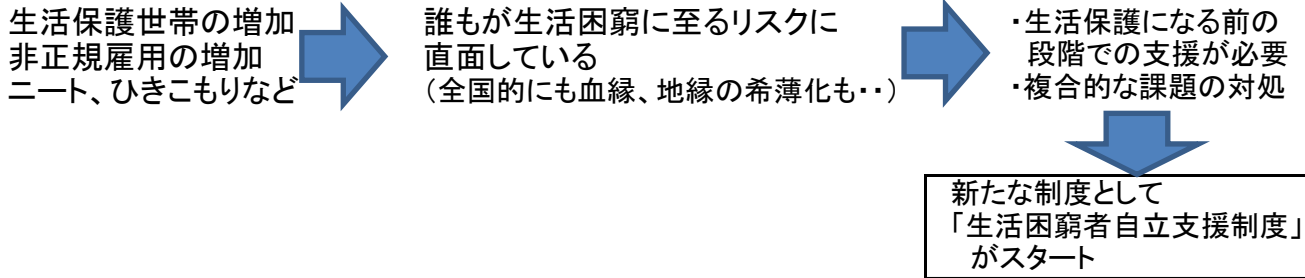 生活保護世帯の増加
非正規雇用の増加
ニート、ひきこもりなど
誰もが生活困窮に至るリスクに
直面している
（全国的にも血縁、地縁の希薄化も・・）
・生活保護になる前の
段階での支援が必要
・複合的な課題の対処
新たな制度として
「生活困窮者自立支援制度」
がスタート